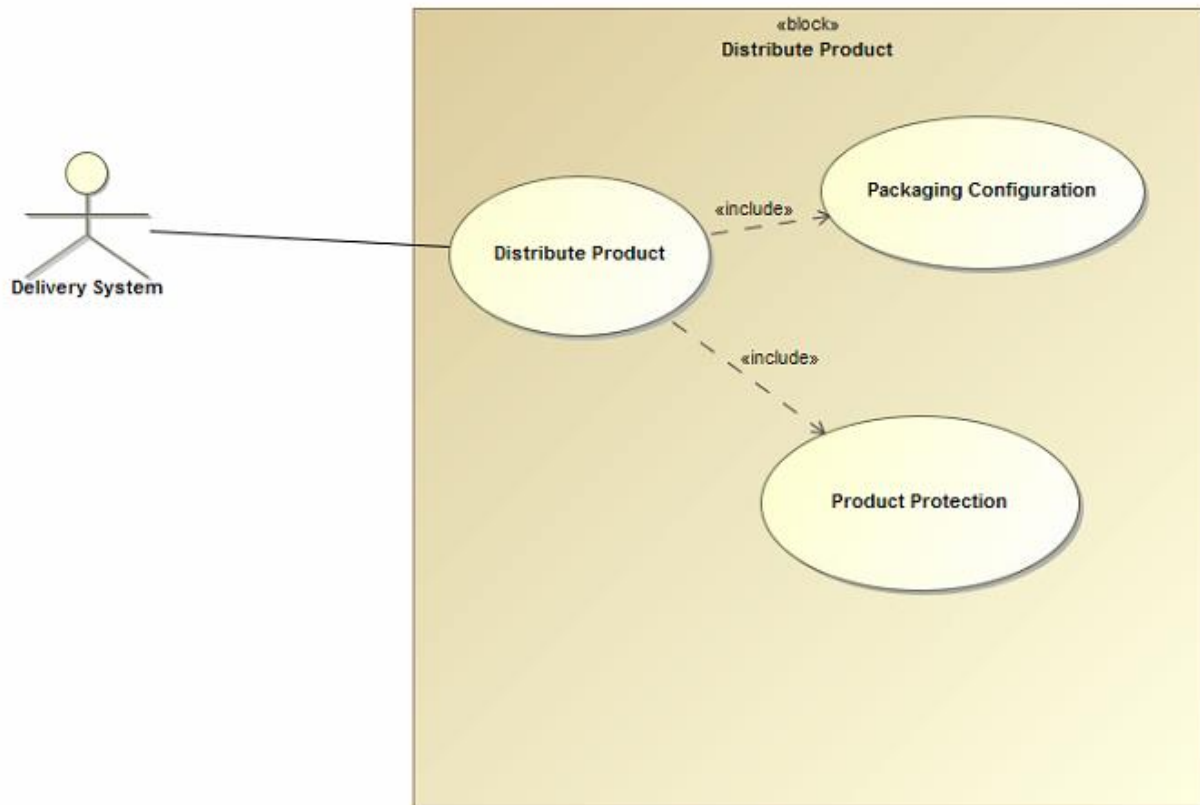 «block»
Distribute Product
Packaging Configuration
«include»
Distribute Product
Delivery System
«include»
Product Protection